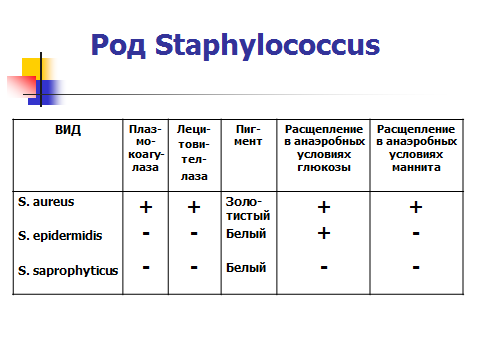 Род Staphylococcus
ВИД
Плаз-
мо-
коагу-
лаза
Леци-
тови-
тел-
лаза
Пиг-
мент
Расщепление
в анаэробных
условиях
глюкозы
Расщепление
в анаэробных
условиях
маннита
S. aureus + + Золо- + +
тистый
S. epidermidis - - Белый + -
S. saprophyticus - - Белый - -